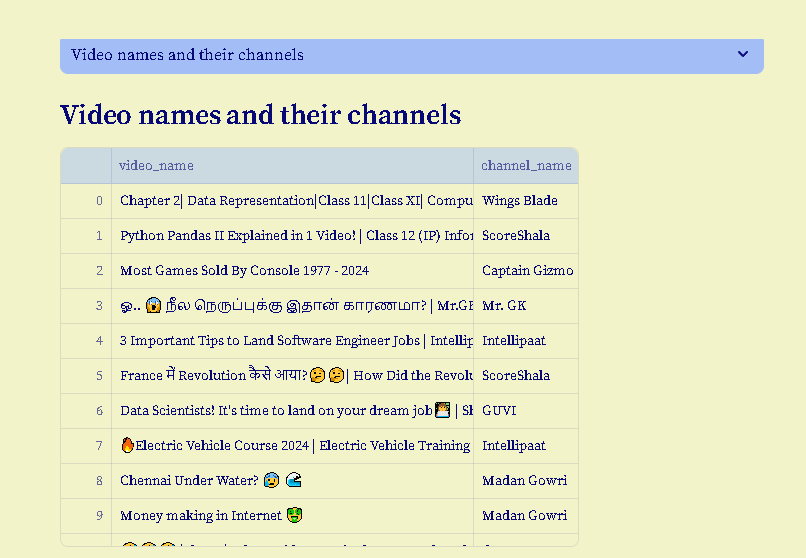 Video names and their channels
Video names and their channels
video_name channel_name
0 Chapter 2| Data Representation|Class 11|Class XI| Compu Wings Blade
1 Python Pandas II Explained in 1 Video! | Class 12 (IP) Infor ScoreShala
2 Most Games Sold By Console 1977 - 2024 Captain Gizmo
3 ஓ.. 😱 நீல நெருப்புக்கு இதான் காரணமா? | Mr.GK Mr. GK
4 3 Important Tips to Land Software Engineer Jobs | Intellip Intellipaat
5 France में Revolution कैसे आया?🫤🫤| How Did the Revolu ScoreShala
6 Data Scientists! It's time to land on your dream job | Sh GUVI
7 🔥Electric Vehicle Course 2024 | Electric Vehicle Training Intellipaat
8 Chennai Under Water? 😰 🌊 Madan Gowri
9 Money making in Internet 🤑 Madan Gowri